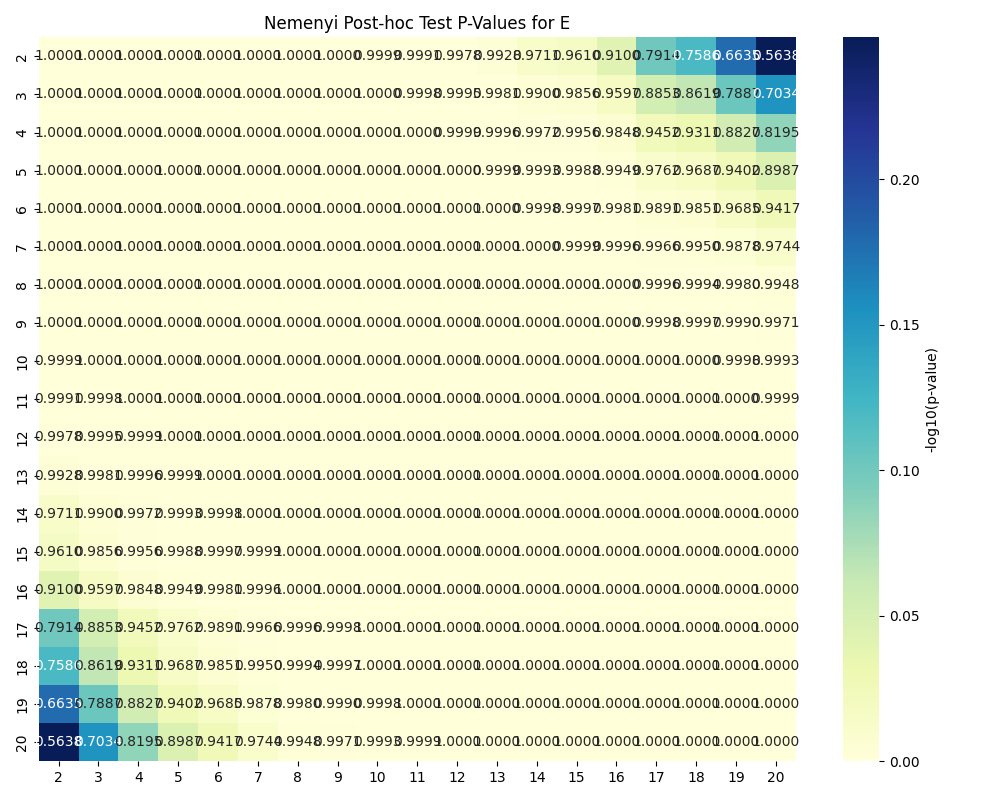 Nemenyi Post-hoc Test P-Values for E
2 1.0000 1.0000 1.0000 1.0000 1.0000 1.0000 1.0000 1.0000 0.9999 0.9991 0.9978 0.9928 0.9711 0.9610 0.9100 0.7914 0.7586 0.6635 0.5638
3 1.0000 1.0000 1.0000 1.0000 1.0000 1.0000 1.0000 1.0000 1.0000 0.9998 0.9995 0.9981 0.9900 0.9856 0.9597 0.8853 0.8619 0.7887 0.7034
4 1.0000 1.0000 1.0000 1.0000 1.0000 1.0000 1.0000 1.0000 1.0000 1.0000 0.9999 0.9996 0.9972 0.9956 0.9848 0.9452 0.9311 0.8827 0.8195
5 1.0000 1.0000 1.0000 1.0000 1.0000 1.0000 1.0000 1.0000 1.0000 1.0000 1.0000 0.9999 0.9993 0.9988 0.9949 0.9762 0.9687 0.9402 0.8987
6 1.0000 1.0000 1.0000 1.0000 1.0000 1.0000 1.0000 1.0000 1.0000 1.0000 1.0000 1.0000 0.9998 0.9997 0.9981 0.9891 0.9851 0.9685 0.9417
7 1.0000 1.0000 1.0000 1.0000 1.0000 1.0000 1.0000 1.0000 1.0000 1.0000 1.0000 1.0000 1.0000 0.9999 0.9996 0.9966 0.9950 0.9878 0.9744
8 1.0000 1.0000 1.0000 1.0000 1.0000 1.0000 1.0000 1.0000 1.0000 1.0000 1.0000 1.0000 1.0000 1.0000 1.0000 0.9996 0.9994 0.9980 0.9948
9 1.0000 1.0000 1.0000 1.0000 1.0000 1.0000 1.0000 1.0000 1.0000 1.0000 1.0000 1.0000 1.0000 1.0000 1.0000 0.9998 0.9997 0.9990 0.9971
10 0.9999 1.0000 1.0000 1.0000 1.0000 1.0000 1.0000 1.0000 1.0000 1.0000 1.0000 1.0000 1.0000 1.0000 1.0000 1.0000 1.0000 0.9998 0.9993
11 0.9991 0.9998 1.0000 1.0000 1.0000 1.0000 1.0000 1.0000 1.0000 1.0000 1.0000 1.0000 1.0000 1.0000 1.0000 1.0000 1.0000 1.0000 0.9999
12 0.9978 0.9995 0.9999 1.0000 1.0000 1.0000 1.0000 1.0000 1.0000 1.0000 1.0000 1.0000 1.0000 1.0000 1.0000 1.0000 1.0000 1.0000 1.0000
13 0.9928 0.9981 0.9996 0.9999 1.0000 1.0000 1.0000 1.0000 1.0000 1.0000 1.0000 1.0000 1.0000 1.0000 1.0000 1.0000 1.0000 1.0000 1.0000
14 0.9711 0.9900 0.9972 0.9993 0.9998 1.0000 1.0000 1.0000 1.0000 1.0000 1.0000 1.0000 1.0000 1.0000 1.0000 1.0000 1.0000 1.0000 1.0000
15 0.9610 0.9856 0.9956 0.9988 0.9997 0.9999 1.0000 1.0000 1.0000 1.0000 1.0000 1.0000 1.0000 1.0000 1.0000 1.0000 1.0000 1.0000 1.0000
16 0.9100 0.9597 0.9848 0.9949 0.9981 0.9996 1.0000 1.0000 1.0000 1.0000 1.0000 1.0000 1.0000 1.0000 1.0000 1.0000 1.0000 1.0000 1.0000
17 0.7914 0.8853 0.9452 0.9762 0.9891 0.9966 0.9996 0.9998 1.0000 1.0000 1.0000 1.0000 1.0000 1.0000 1.0000 1.0000 1.0000 1.0000 1.0000
18 0.7586 0.8619 0.9311 0.9687 0.9851 0.9950 0.9994 0.9997 1.0000 1.0000 1.0000 1.0000 1.0000 1.0000 1.0000 1.0000 1.0000 1.0000 1.0000
19 0.6635 0.7887 0.8827 0.9402 0.9685 0.9878 0.9980 0.9990 0.9998 1.0000 1.0000 1.0000 1.0000 1.0000 1.0000 1.0000 1.0000 1.0000 1.0000
20 0.5638 0.7034 0.8195 0.8987 0.9417 0.9744 0.9948 0.9971 0.9993 0.9999 1.0000 1.0000 1.0000 1.0000 1.0000 1.0000 1.0000 1.0000 1.0000
2 3 4 5 6 7 8 9 10 11 12 13 14 15 16 17 18 19 20
0.20
0.15
0.10
0.05
0.00
-log10(p-value)